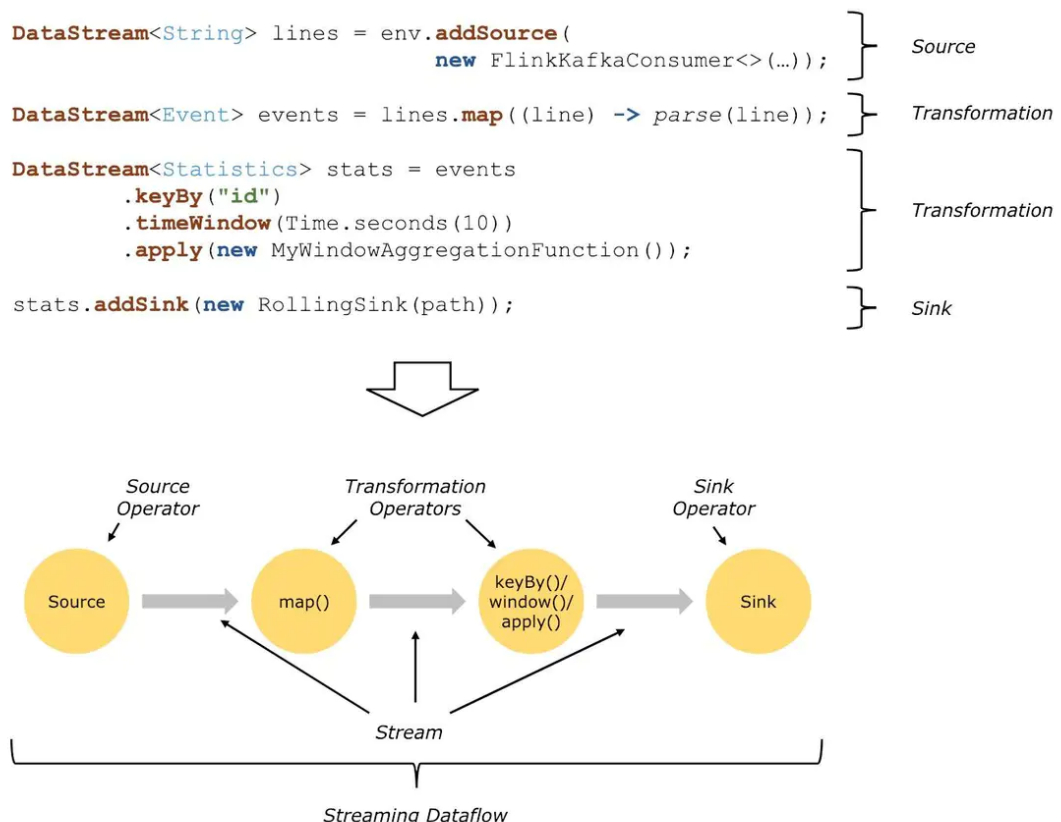 DataStream<String> lines = env.addSource(
new FlinkKafkaConsumer<>(…));
Source
DataStream<Event> events = lines.map((line) -> parse(line));
Transformation
DataStream<Statistics> stats = events
.keyBy("id")
.timeWindow(Time.seconds(10))
.apply(new MyWindowAggregationFunction());
Transformation
stats.addSink(new RollingSink(path));
Sink
Source
Operator
Transformation
Operators
Sink
Operator
Source
map()
keyBy()/
window()/
apply()
Sink
Stream
Streaming Dataflow